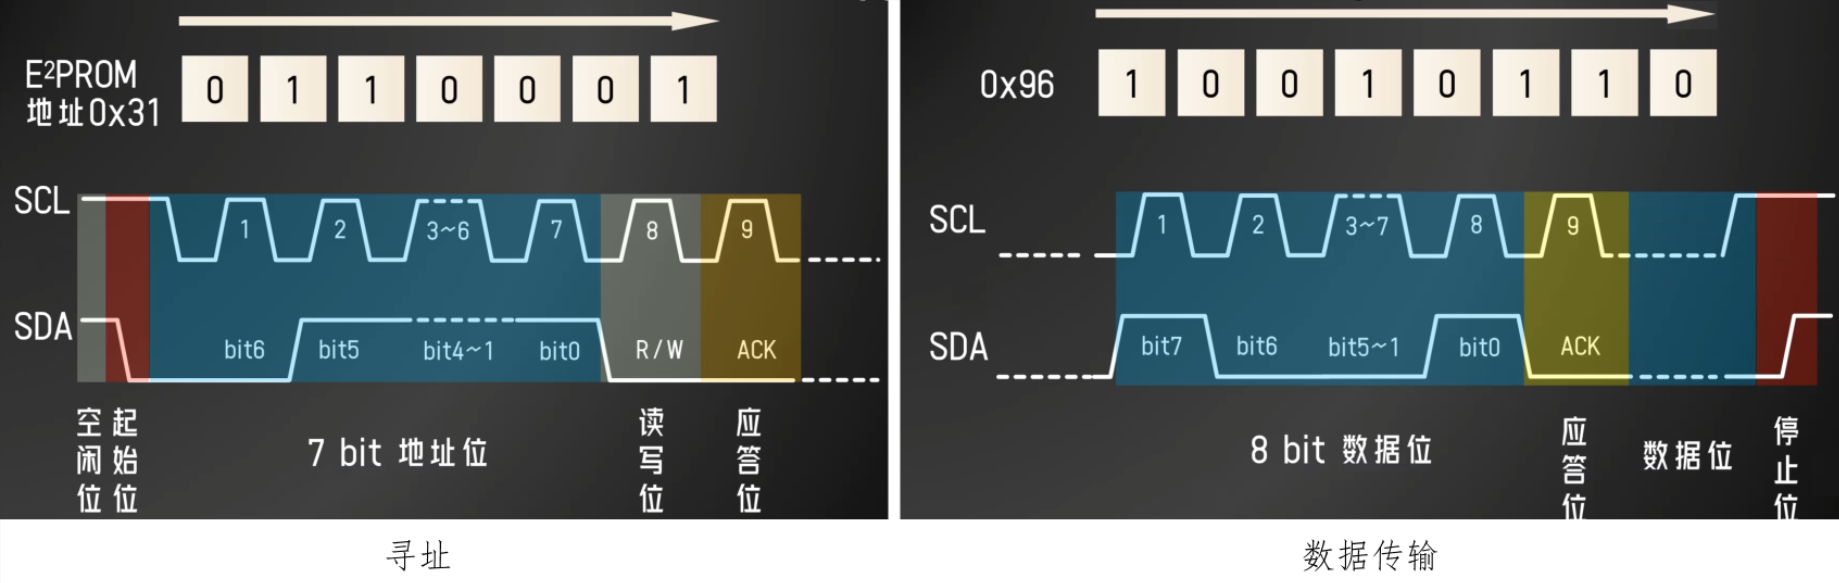 E²PROM
地址0x31
0 1 1 0 0 0 1
SCL
1 2 3~6 7 8 9
SDA
bit6 bit5 bit4~1 bit0 R/W ACK
空闲位
起始位
7 bit 地址位
读写位
应答位
寻址
0x96
1 0 0 1 0 1 1 0
SCL
1 2 3~7 8 9
SDA
bit7 bit6 bit5~1 bit0 ACK
8 bit 数据位
应答位
数据位
停止位
数据传输